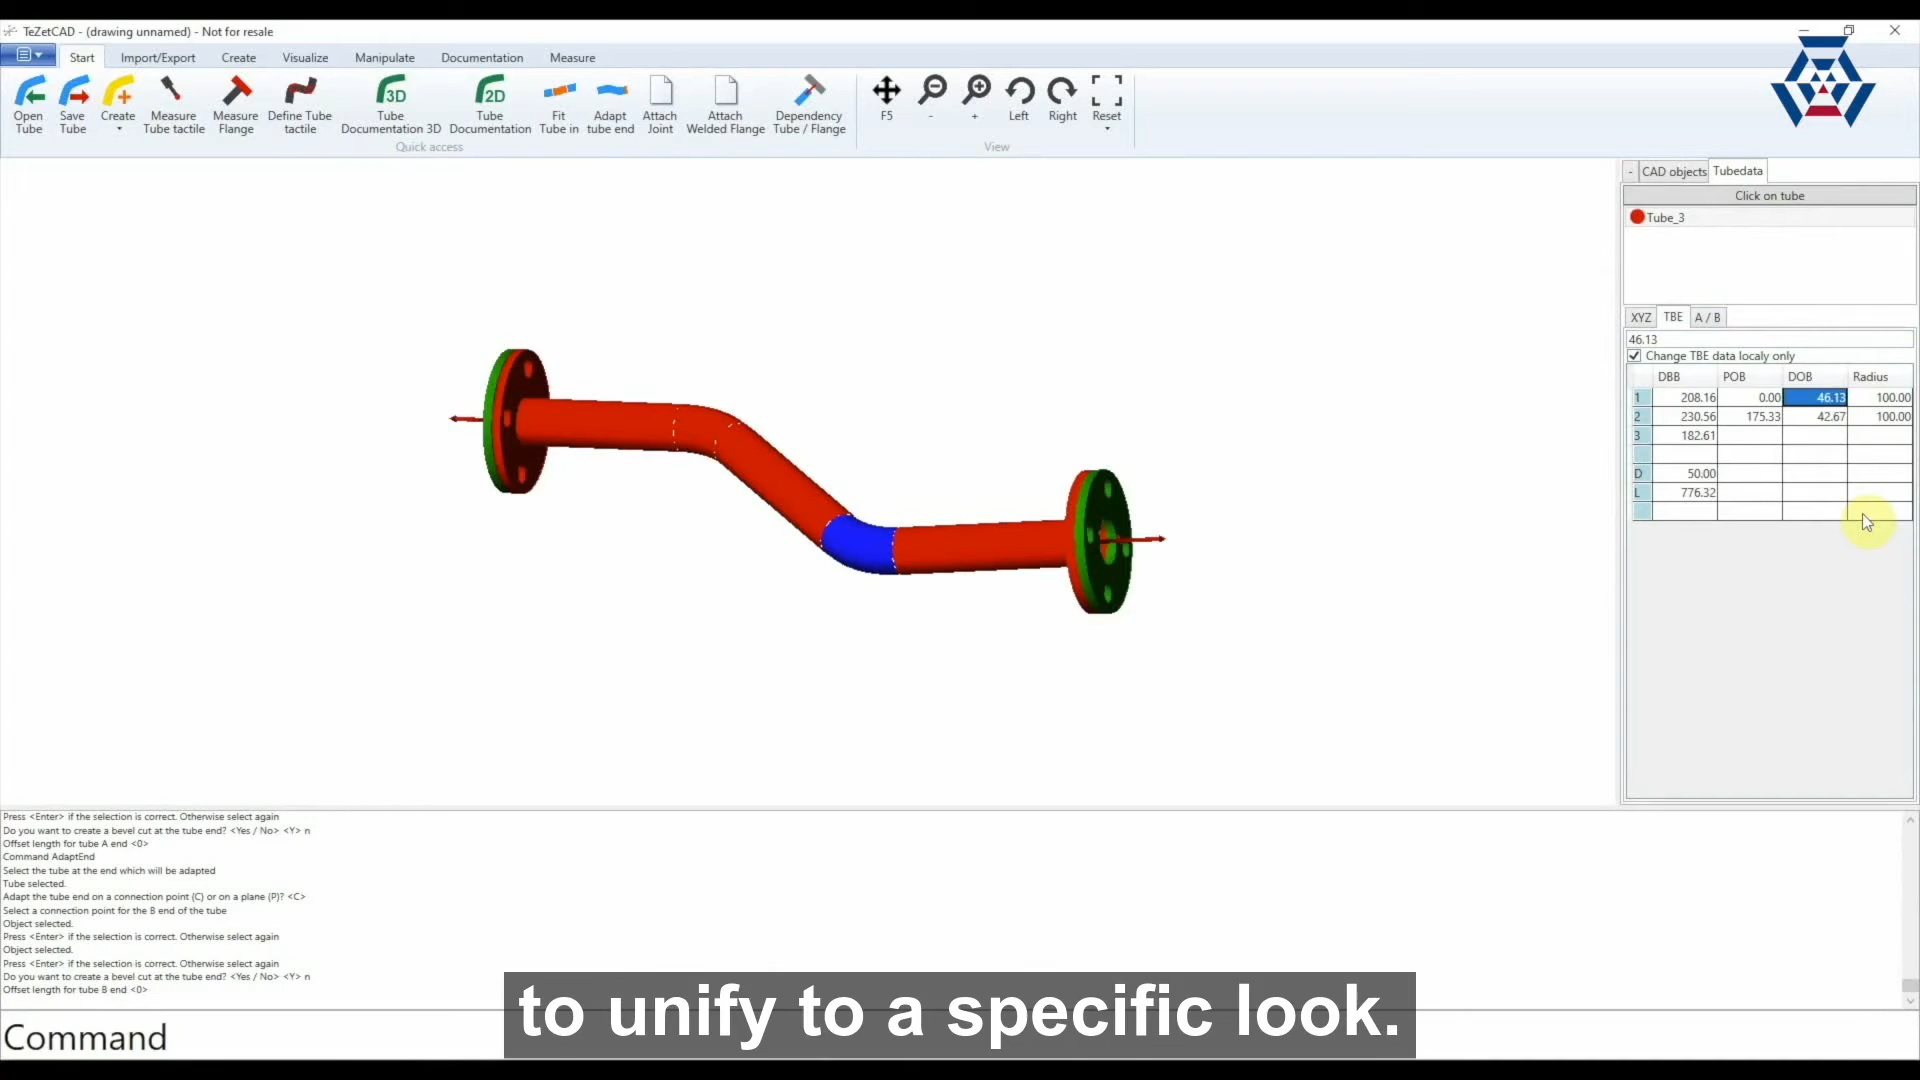 TeZetCAD - (drawing unnamed) - Not for resale
Start Import/Export Create Visualize Manipulate Documentation Measure
Open Tube
Save Tube
Create
Measure Tube tactile
Measure Flange
Define Tube tactile
3D
Tube Documentation 3D
2D
Tube Documentation
Fit Tube in
Adapt tube end
Attach Joint
Attach Welded Flange
Dependency Tube / Flange
F5
-
+
Left
Right
Reset
Quick access
View
- CAD objects Tubedata
Click on tube
Tube_3
XYZ TBE A / B
46.13
Change TBE data localy only
DBB POB DOB Radius
1 208.16 0.00 46.13 100.00
2 230.56 175.33 42.67 100.00
3 182.61
D 50.00
L 776.32
Press <Enter> if the selection is correct. Otherwise select again
Do you want to create a bevel cut at the tube end? <Yes / No> <Y> n
Offset length for tube A end <0>
Command AdaptEnd
Select the tube at the end which will be adapted
Tube selected.
Adapt the tube end on a connection point (C) or on a plane (P)? <C>
Select a connection point for the B end of the tube
Object selected.
Press <Enter> if the selection is correct. Otherwise select again
Object selected.
Press <Enter> if the selection is correct. Otherwise select again
Do you want to create a bevel cut at the tube end? <Yes / No> <Y> n
Offset length for tube B end <0>
to unify to a specific look.
Command